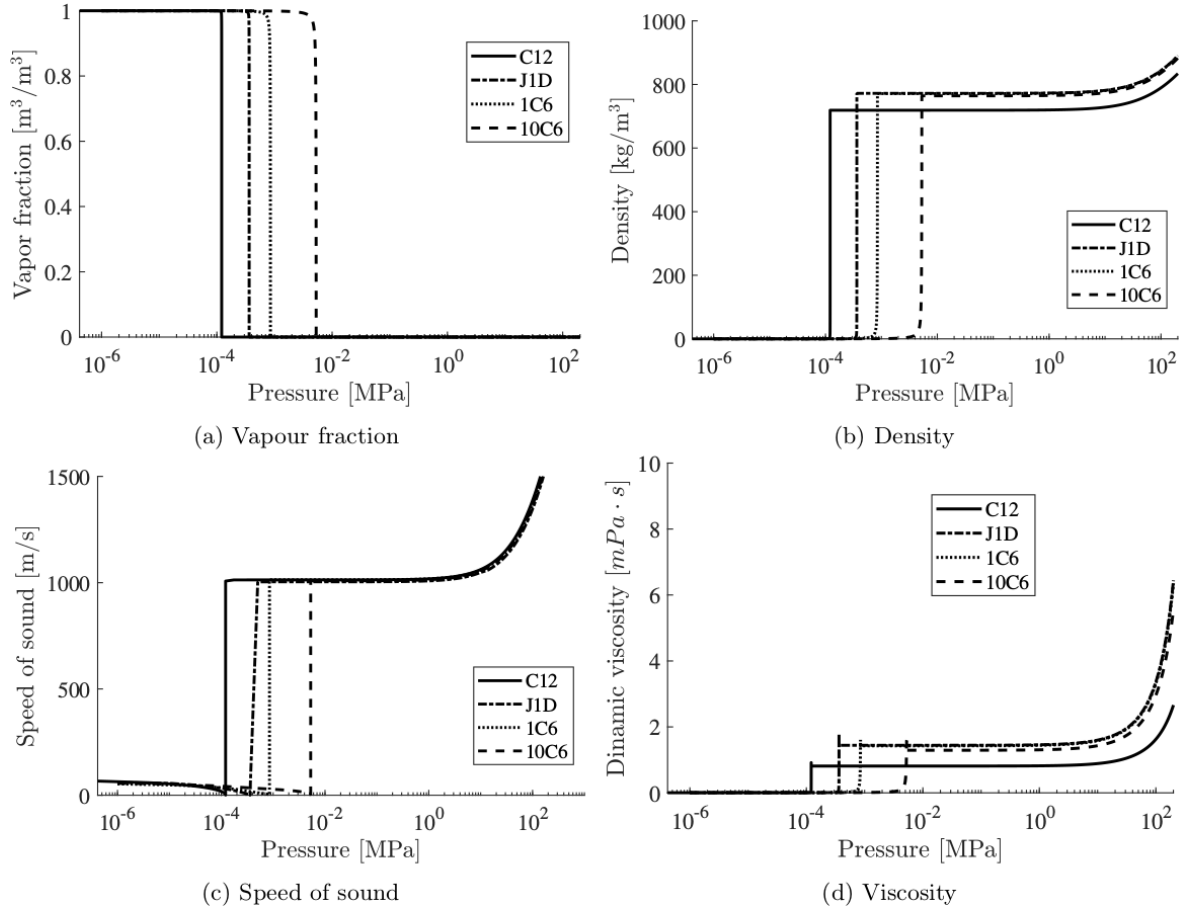 Vapor fraction [m³/m³]
1
0.8
0.6
0.4
0.2
0
10⁻⁶
10⁻⁴
10⁻²
10⁰
10²
Pressure [MPa]
C12
J1D
1C6
10C6
(a) Vapour fraction
Density [kg/m³]
1000
800
600
400
200
0
10⁻⁶
10⁻⁴
10⁻²
10⁰
10²
Pressure [MPa]
C12
J1D
1C6
10C6
(b) Density
Speed of sound [m/s]
1500
1000
500
0
10⁻⁶
10⁻⁴
10⁻²
10⁰
10²
Pressure [MPa]
C12
J1D
1C6
10C6
(c) Speed of sound
Dinamic viscosity [mPa · s]
10
8
6
4
2
0
10⁻⁶
10⁻⁴
10⁻²
10⁰
10²
Pressure [MPa]
C12
J1D
1C6
10C6
(d) Viscosity